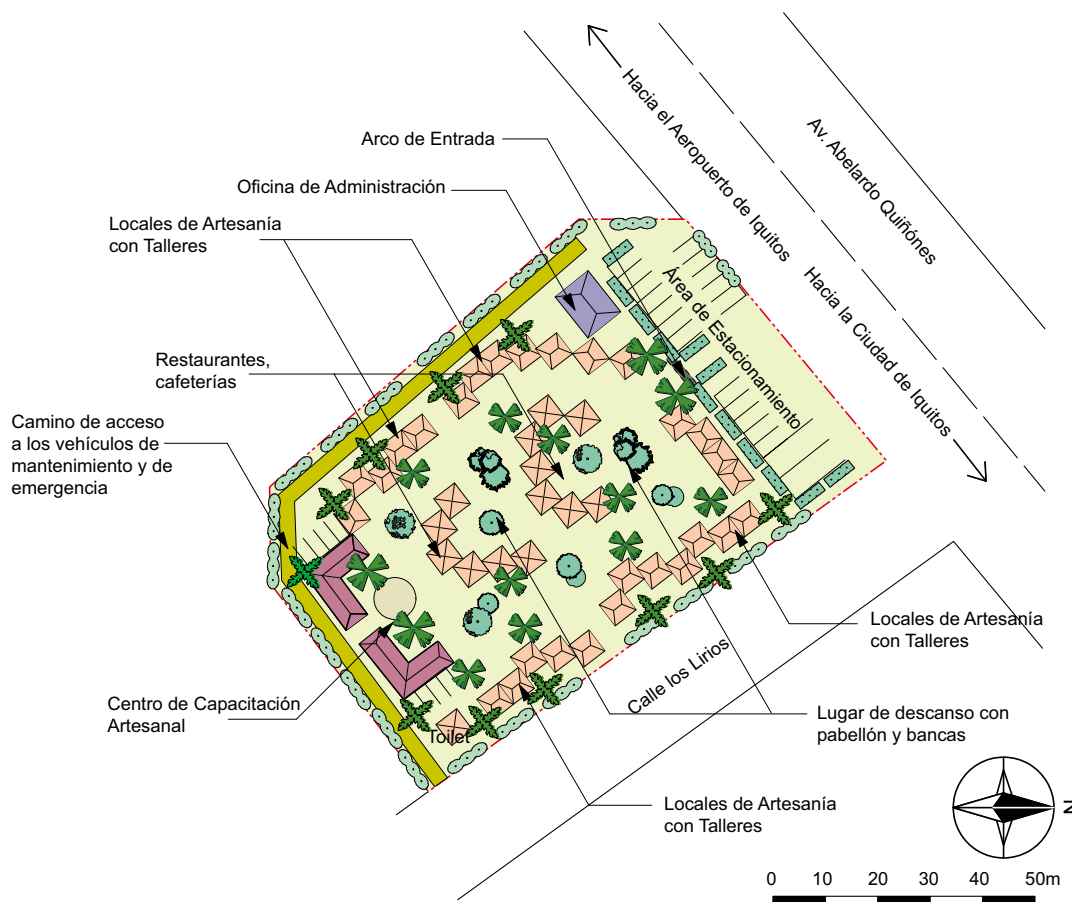 Hacia el Aeropuerto de Iquitos
Av. Abelardo Quiñónes
Hacia la Ciudad de Iquitos
Arco de Entrada
Oficina de Administración
Locales de Artesanía
con Talleres
Área de Estacionamiento
Restaurantes,
cafeterías
Camino de acceso
a los vehículos de
mantenimiento y de
emergencia
Locales de Artesanía
con Talleres
Calle los Lirios
Centro de Capacitación
Artesanal
Toilet
Lugar de descanso con
pabellón y bancas
Locales de Artesanía
con Talleres
N
0 10 20 30 40 50m